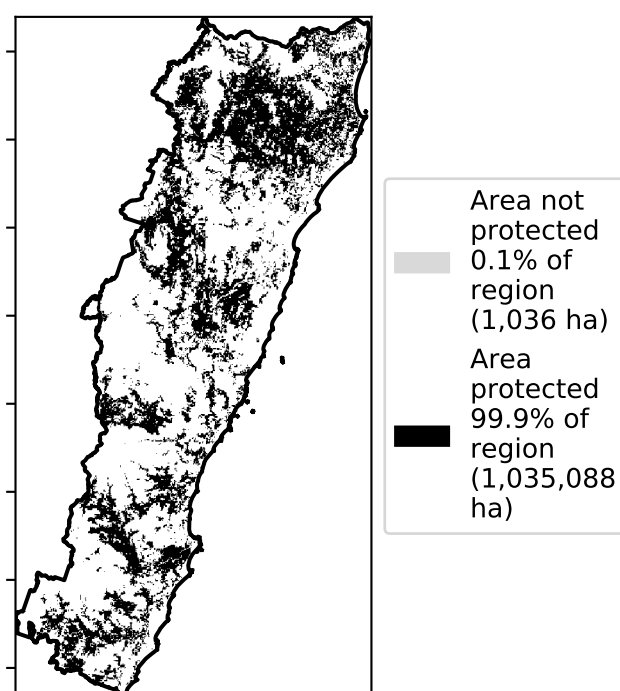 Area not
protected
0.1% of
region
(1,036 ha)
Area
protected
99.9% of
region
(1,035,088
ha)